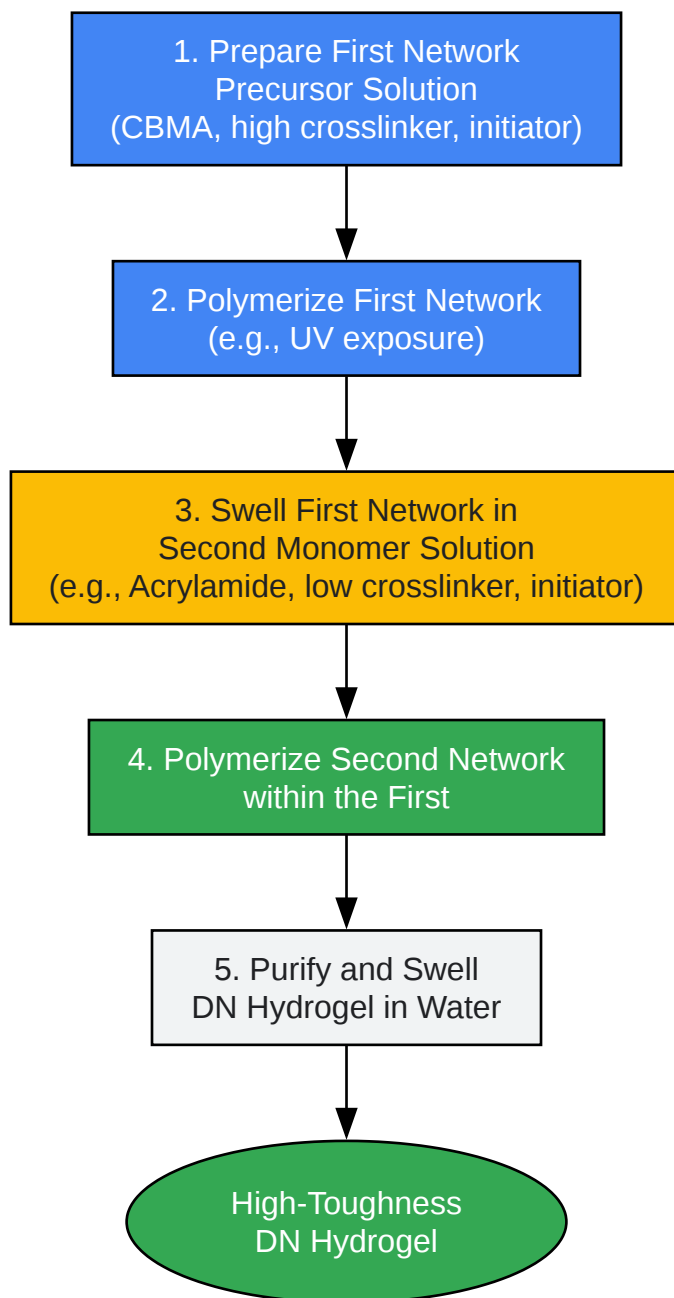 1. Prepare First Network
Precursor Solution
(CBMA, high crosslinker, initiator)
2. Polymerize First Network
(e.g., UV exposure)
3. Swell First Network in
Second Monomer Solution
(e.g., Acrylamide, low crosslinker, initiator)
4. Polymerize Second Network
within the First
5. Purify and Swell
DN Hydrogel in Water
High-Toughness
DN Hydrogel